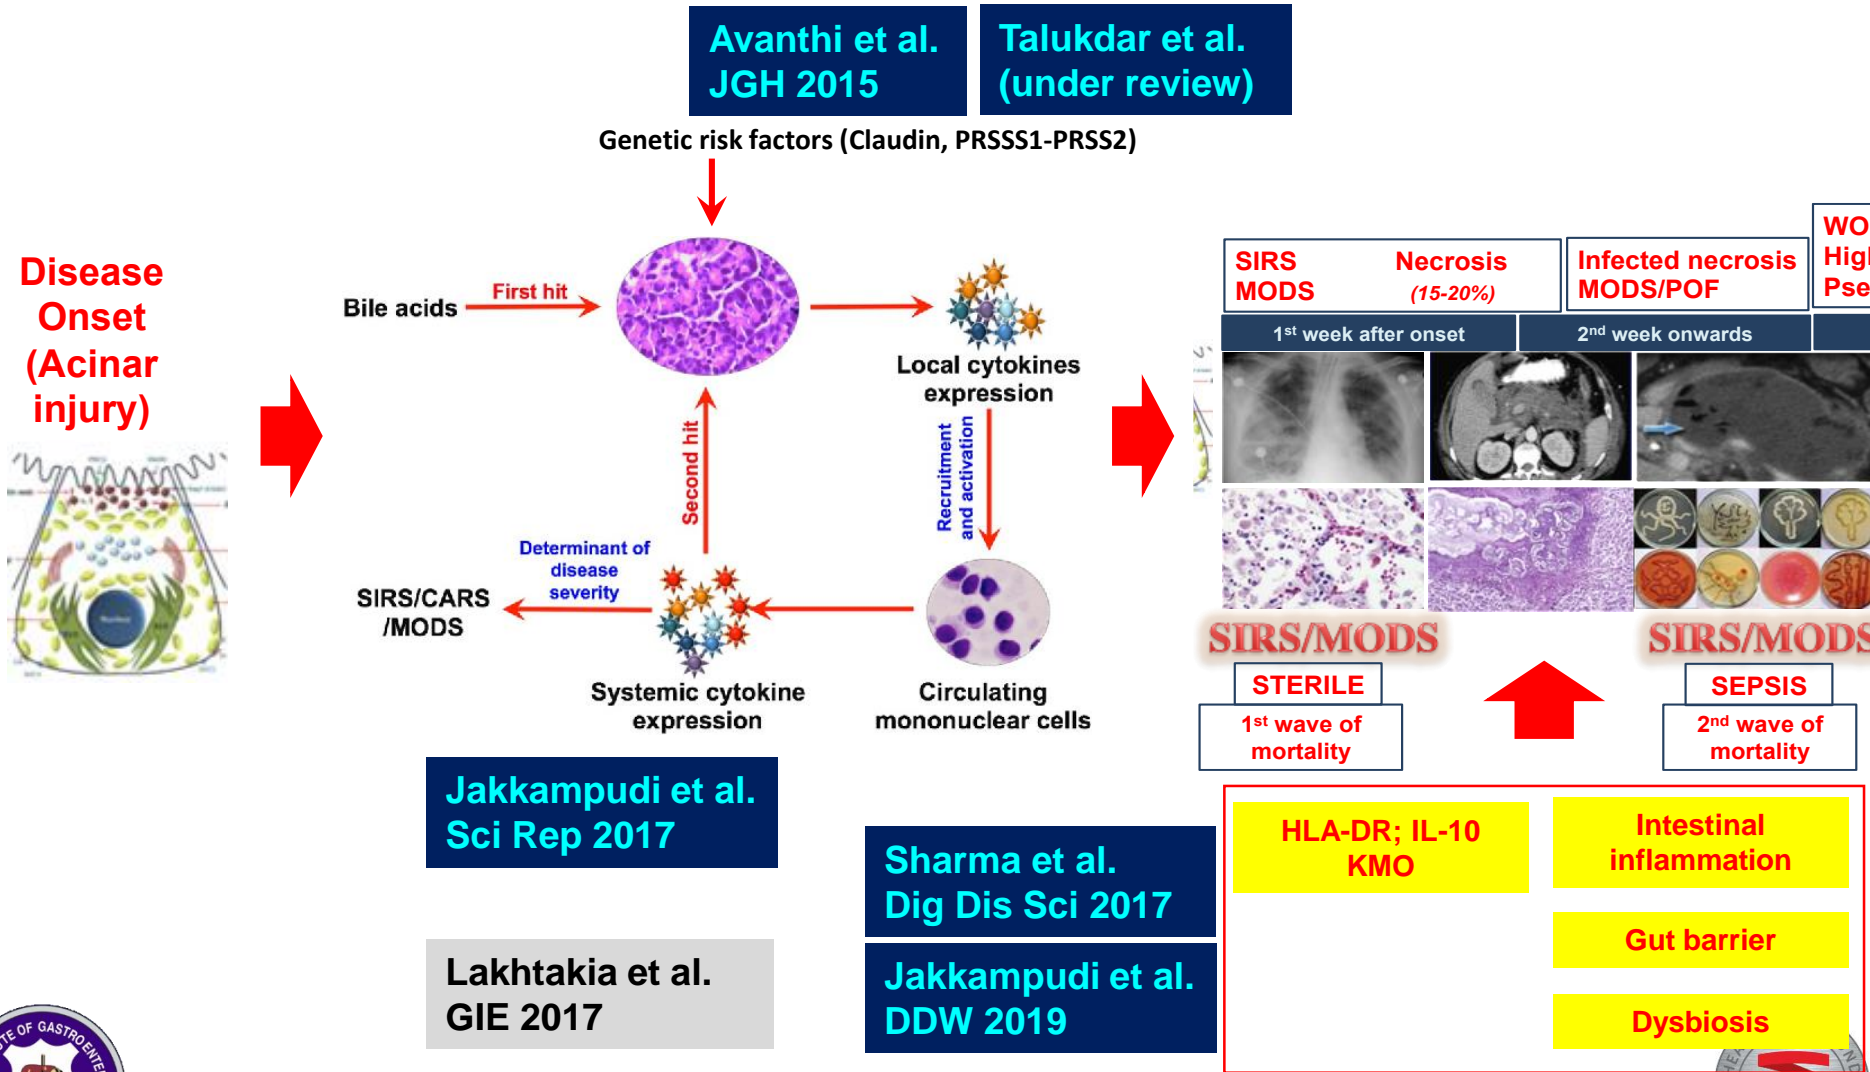 Avanthi et al.
JGH 2015
Talukdar et al.
(under review)
Genetic risk factors (Claudin, PRSSS1-PRSS2)
Disease
Onset
(Acinar
injury)
Bile acids
First hit
Local cytokines
expression
Second hit
Recruitment
and activation
Determinant of
disease
severity
SIRS/CARS
/MODS
Systemic cytokine
expression
Circulating
mononuclear cells
SIRS
MODS
Necrosis
(15-20%)
Infected necrosis
MODS/POF
WO
Higl
Pse
1st week after onset
2nd week onwards
SIRS/MODS
SIRS/MODS
STERILE
SEPSIS
1st wave of
mortality
2nd wave of
mortality
Jakkampudi et al.
Sci Rep 2017
Lakhtakia et al.
GIE 2017
Sharma et al.
Dig Dis Sci 2017
Jakkampudi et al.
DDW 2019
HLA-DR; IL-10
KMO
Intestinal
inflammation
Gut barrier
Dysbiosis
OF GASTROENTE